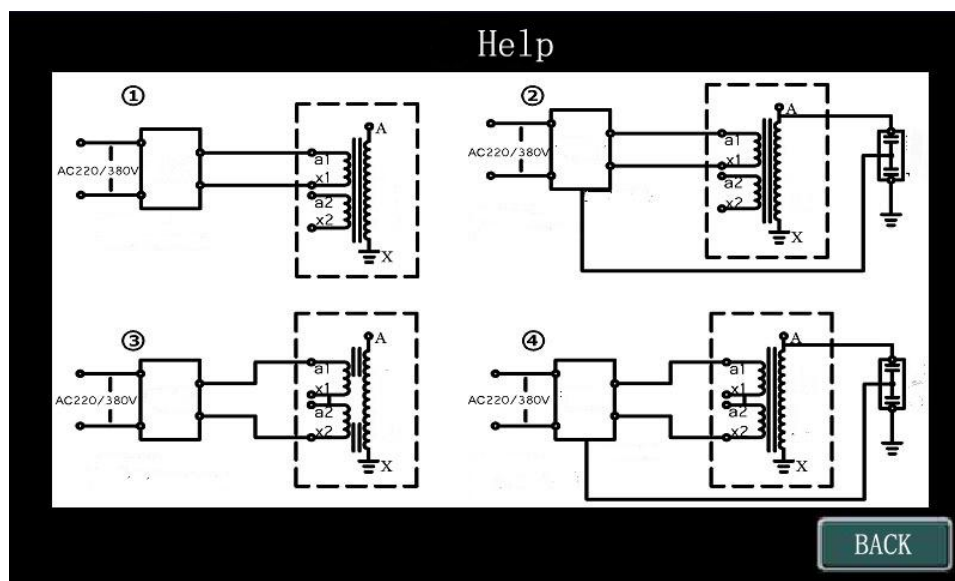 Help
①
A
AC220/380V
a1
x1
a2
x2
X
②
A
AC220/380V
a1
x1
a2
x2
X
③
A
AC220/380V
a1
x1
a2
x2
X
④
A
AC220/380V
a1
x1
a2
x2
X
BACK